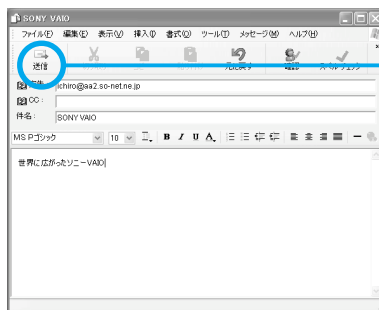 SONY VAIO
ファイル(F) 編集(E) 表示(V) 挿入(I) 書式(O) ツール(T) メッセージ(M) ヘルプ(H)
送信 元に戻す 確認 スペル チェック
ichiro@aa2.so-net.ne.jp
CC:
件名: SONY VAIO
MS Pゴシック 10 B I U A
世界に広がったソニーVAIO